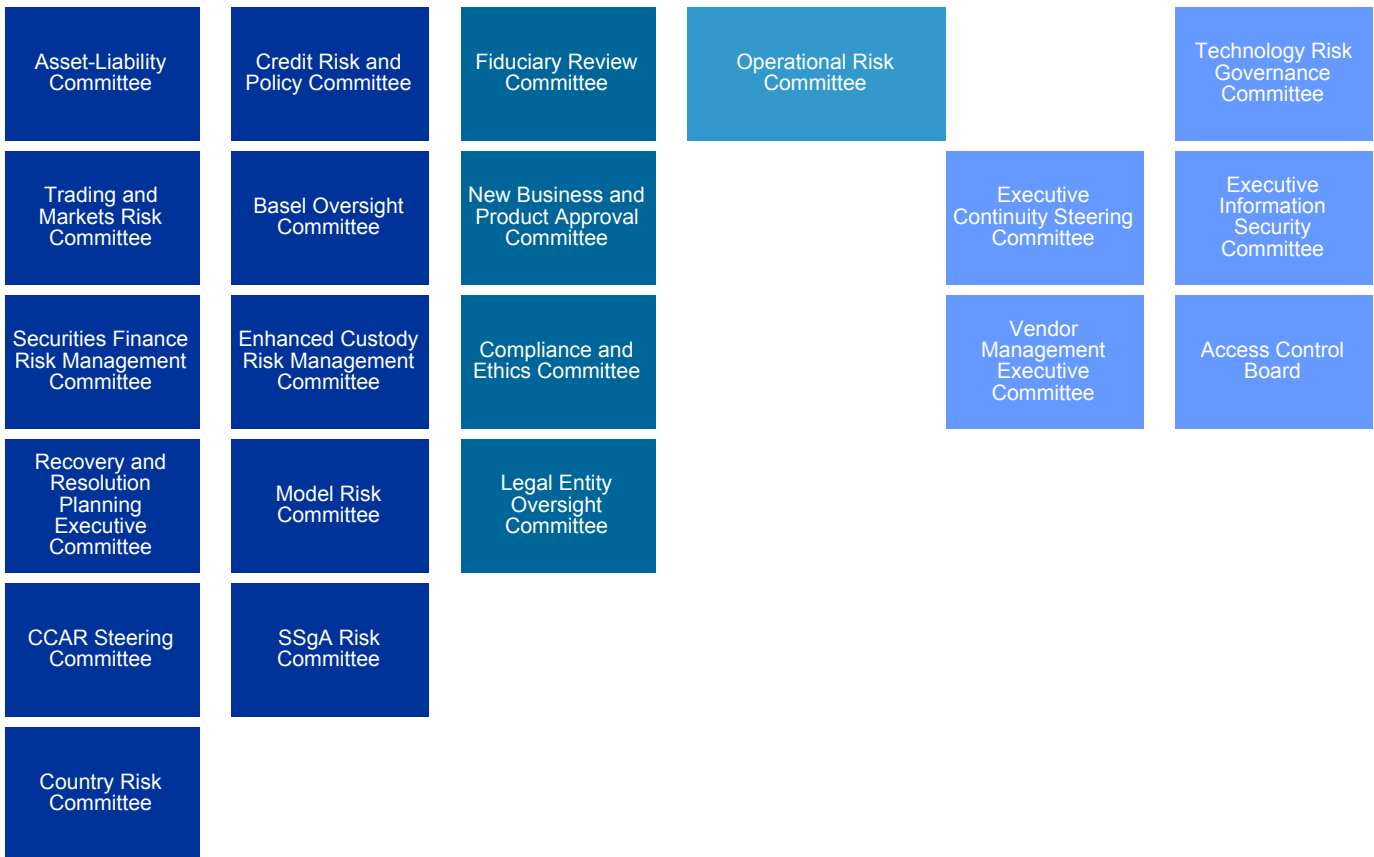 Asset-Liability
Committee
Credit Risk and
Policy Committee
Fiduciary Review
Committee
Operational Risk
Committee
Technology Risk
Governance
Committee
Trading and
Markets Risk
Committee
Basel Oversight
Committee
New Business and
Product Approval
Committee
Executive
Continuity Steering
Committee
Executive
Information
Security
Committee
Securities Finance
Risk Management
Committee
Enhanced Custody
Risk Management
Committee
Compliance and
Ethics Committee
Vendor
Management
Executive
Committee
Access Control
Board
Recovery and
Resolution
Planning
Executive
Committee
Model Risk
Committee
Legal Entity
Oversight
Committee
CCAR Steering
Committee
SSgA Risk
Committee
Country Risk
Committee